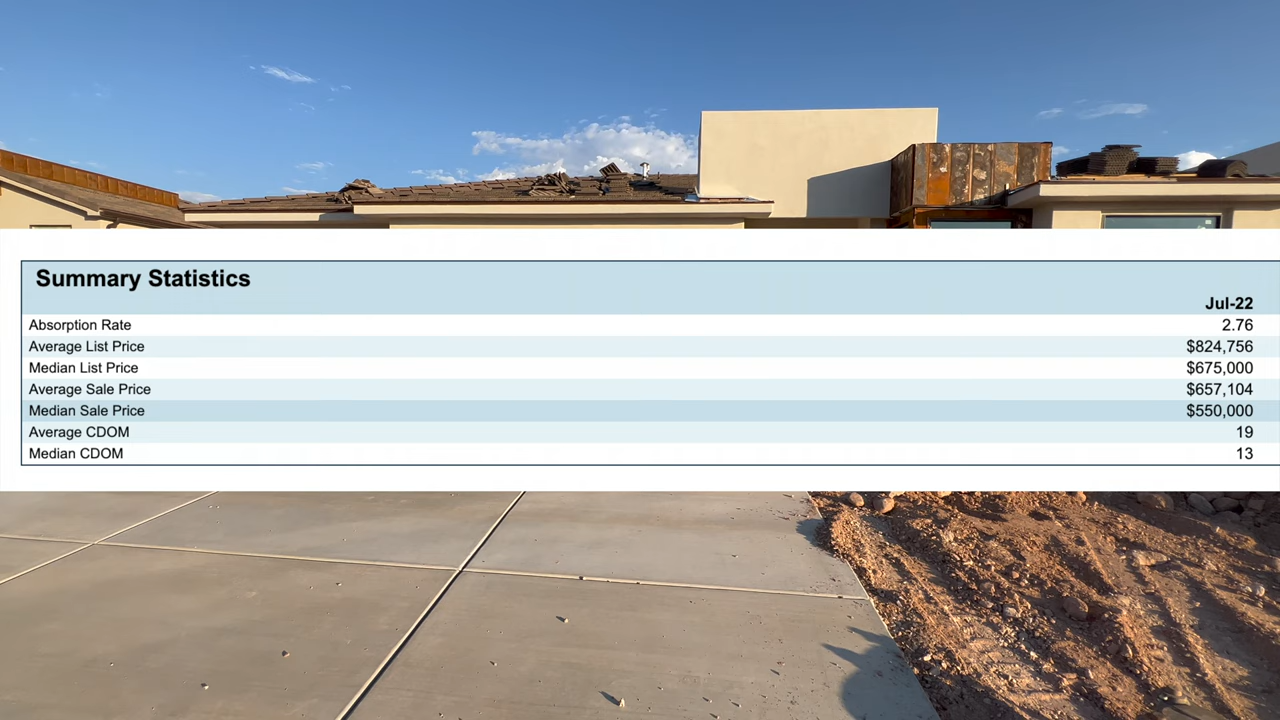 Summary Statistics
Jul-22
Absorption Rate 2.76
Average List Price $824,756
Median List Price $675,000
Average Sale Price $657,104
Median Sale Price $550,000
Average CDOM 19
Median CDOM 13